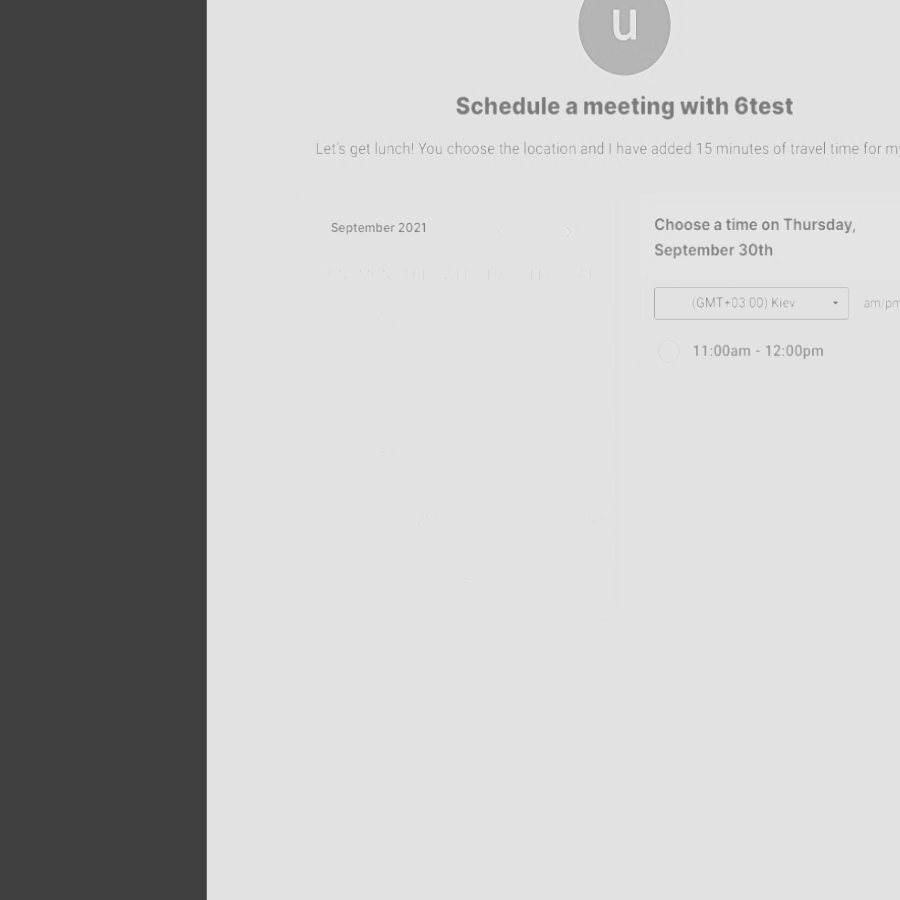 u
Schedule a meeting with 6test
Let's get lunch! You choose the location and I have added 15 minutes of travel time for my
September 2021
Choose a time on Thursday,
September 30th
(GMT+03:00) Kiev
am/pm
11:00am - 12:00pm